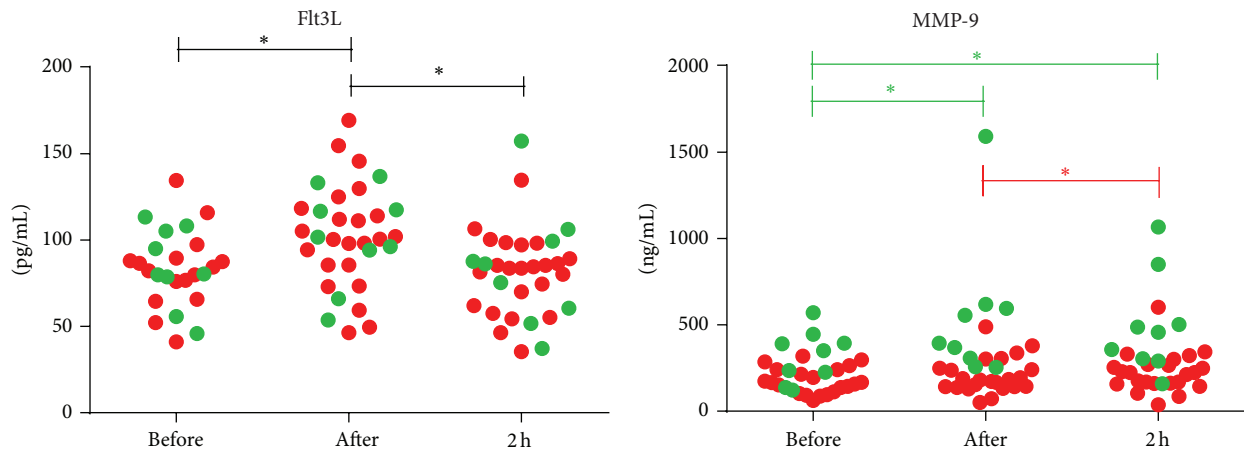 Flt3L
*
*
200
150
100
50
0
(pg/mL)
Before
After
2 h
MMP-9
*
*
*
2000
1500
1000
500
0
(ng/mL)
Before
After
2 h